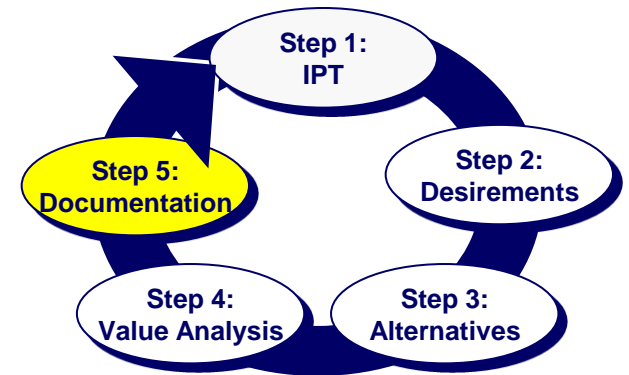 Step 1:
IPT
Step 2:
Desirements
Step 3:
Alternatives
Step 4:
Value Analysis
Step 5:
Documentation